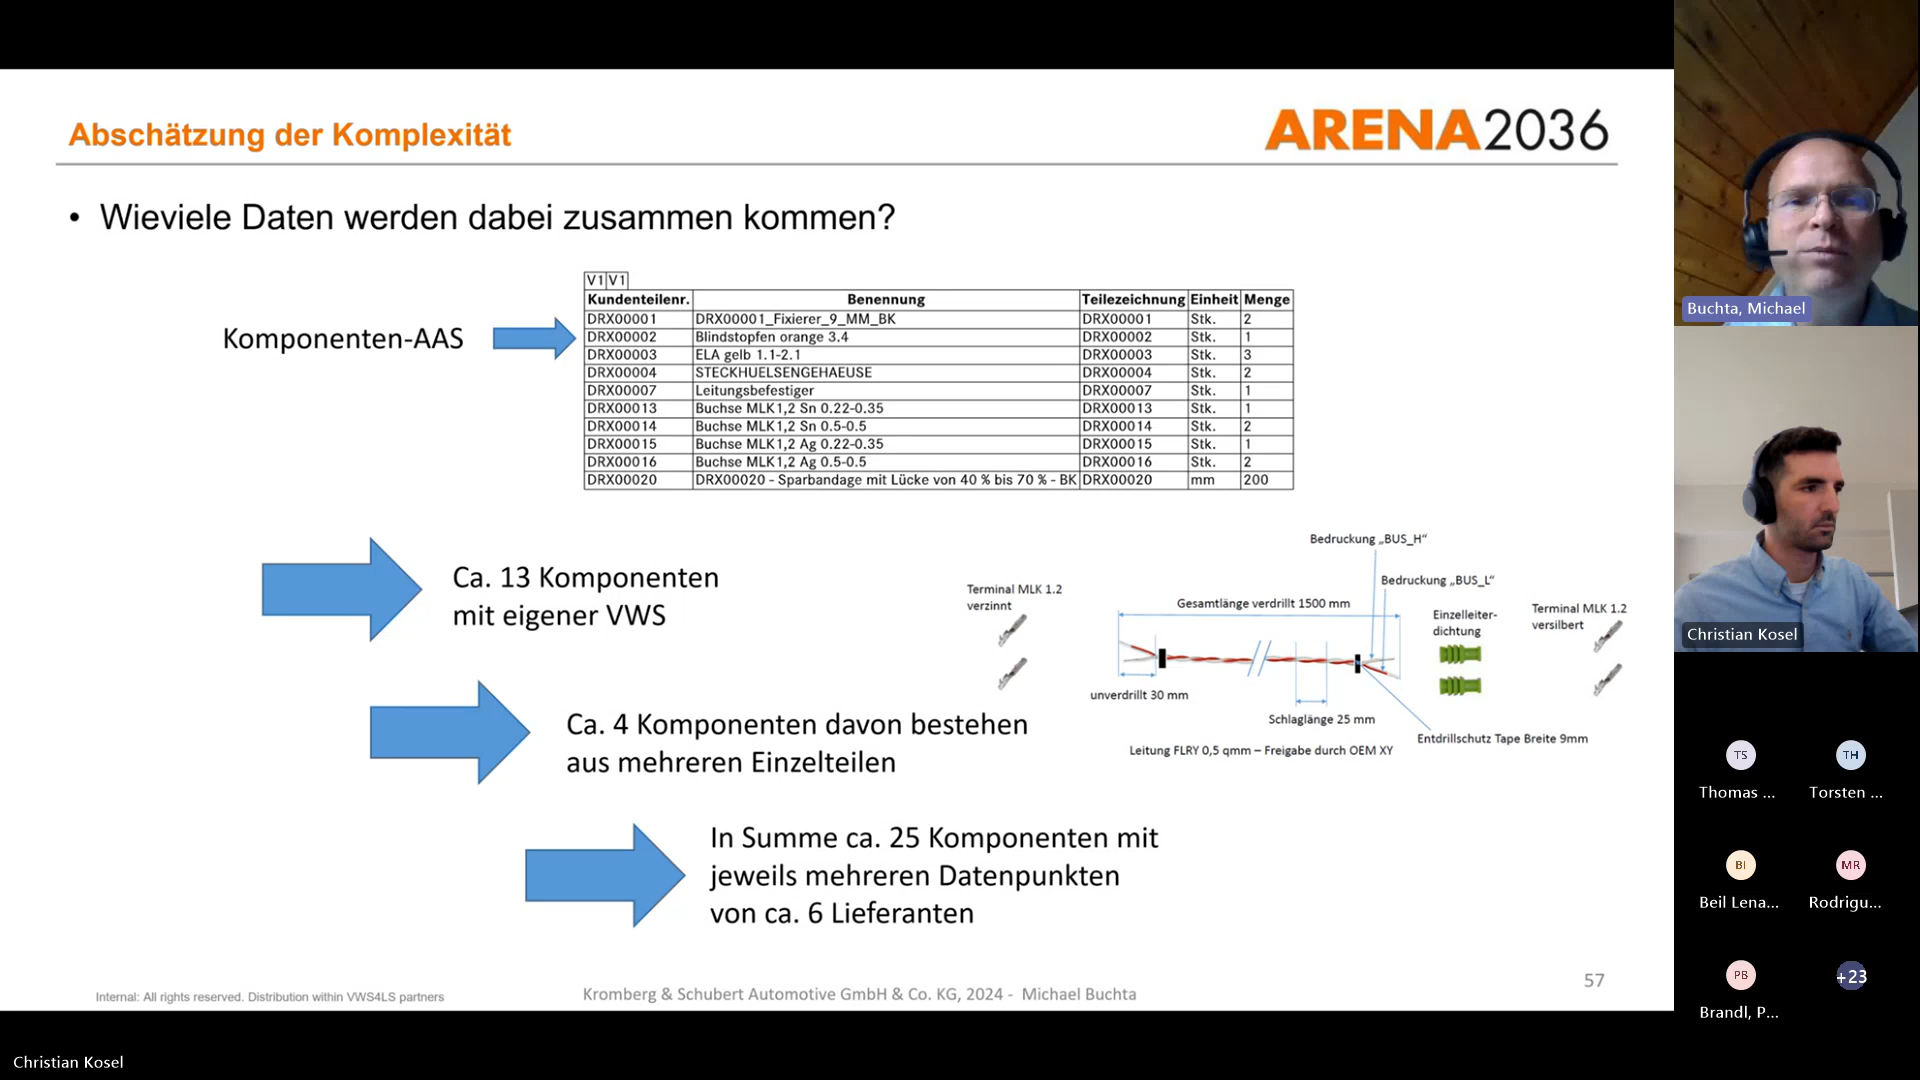 Abschätzung der Komplexität
ARENA2036
• Wieviele Daten werden dabei zusammen kommen?
Komponenten-AAS
V1 V1
Kundenteilenr. Benennung Teilezeichnung Einheit Menge
DRX00001 DRX00001_Fixierer_9_MM_BK DRX00001 Stk. 2
DRX00002 Blindstopfen orange 3.4 DRX00002 Stk. 1
DRX00003 ELA gelb 1.1-2.1 DRX00003 Stk. 3
DRX00004 STECKHUELSENGEHAEUSE DRX00004 Stk. 2
DRX00007 Leitungsbefestiger DRX00007 Stk. 1
DRX00013 Buchse MLK1,2 Sn 0.22-0.35 DRX00013 Stk. 1
DRX00014 Buchse MLK1,2 Sn 0.5-0.5 DRX00014 Stk. 2
DRX00015 Buchse MLK1,2 Ag 0.22-0.35 DRX00015 Stk. 1
DRX00016 Buchse MLK1,2 Ag 0.5-0.5 DRX00016 Stk. 2
DRX00020 DRX00020 - Sparbandage mit Lücke von 40 % bis 70 % - BK DRX00020 mm 200
Ca. 13 Komponenten
mit eigener VWS
Ca. 4 Komponenten davon bestehen
aus mehreren Einzelteilen
In Summe ca. 25 Komponenten mit
jeweils mehreren Datenpunkten
von ca. 6 Lieferanten
Bedruckung „BUS_H“
Bedruckung „BUS_L“
Terminal MLK 1.2
verzinnt
Gesamtlänge verdrillt 1500 mm
Einzelleiter-
dichtung
Terminal MLK 1.2
versilbert
unverdrillt 30 mm
Schlaglänge 25 mm
Entdrillschutz Tape Breite 9mm
Leitung FLRY 0,5 qmm – Freigabe durch OEM XY
Internal: All rights reserved. Distribution within VWS4LS partners
Kromberg & Schubert Automotive GmbH & Co. KG, 2024 - Michael Buchta
57
Buchta, Michael
Christian Kosel
TS
Thomas ...
TH
Torsten ...
BI
Beil Lena...
MR
Rodrigu...
PB
Brandl, P...
+23
Christian Kosel